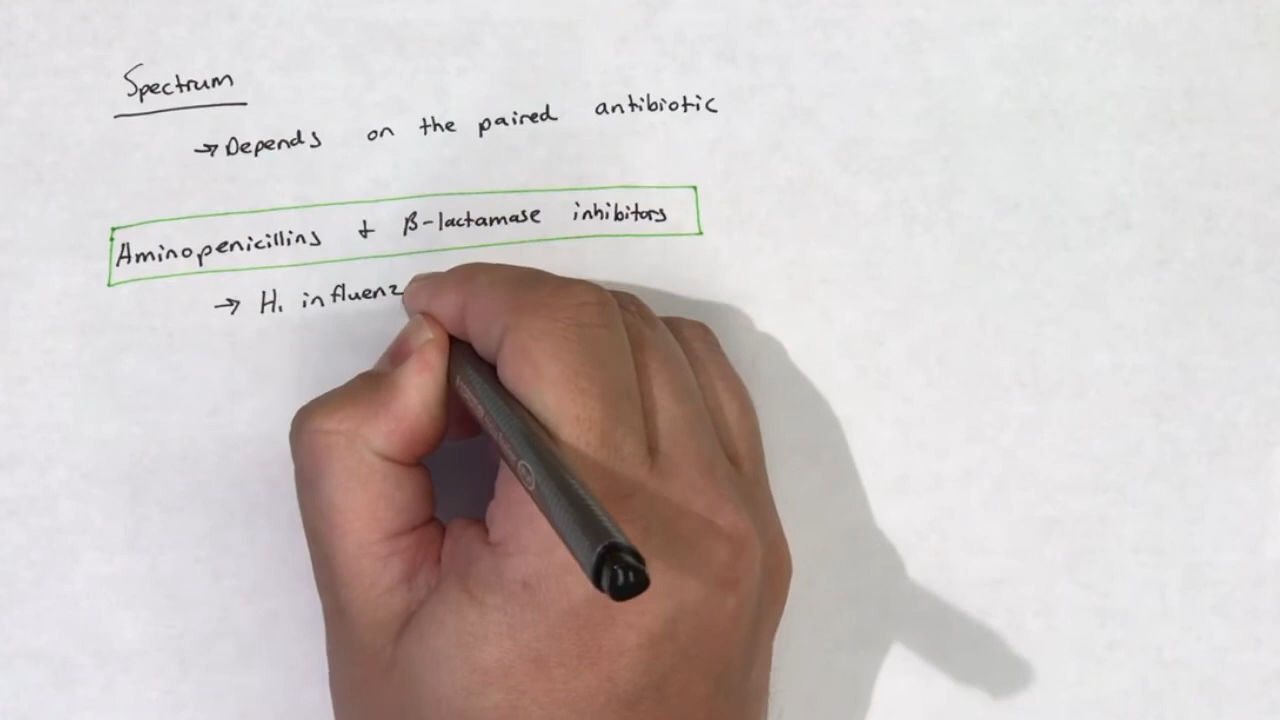 Spectrum
→ Depends on the paired antibiotic
Aminopenicillins + β-lactamase inhibitors
→ H. influenz